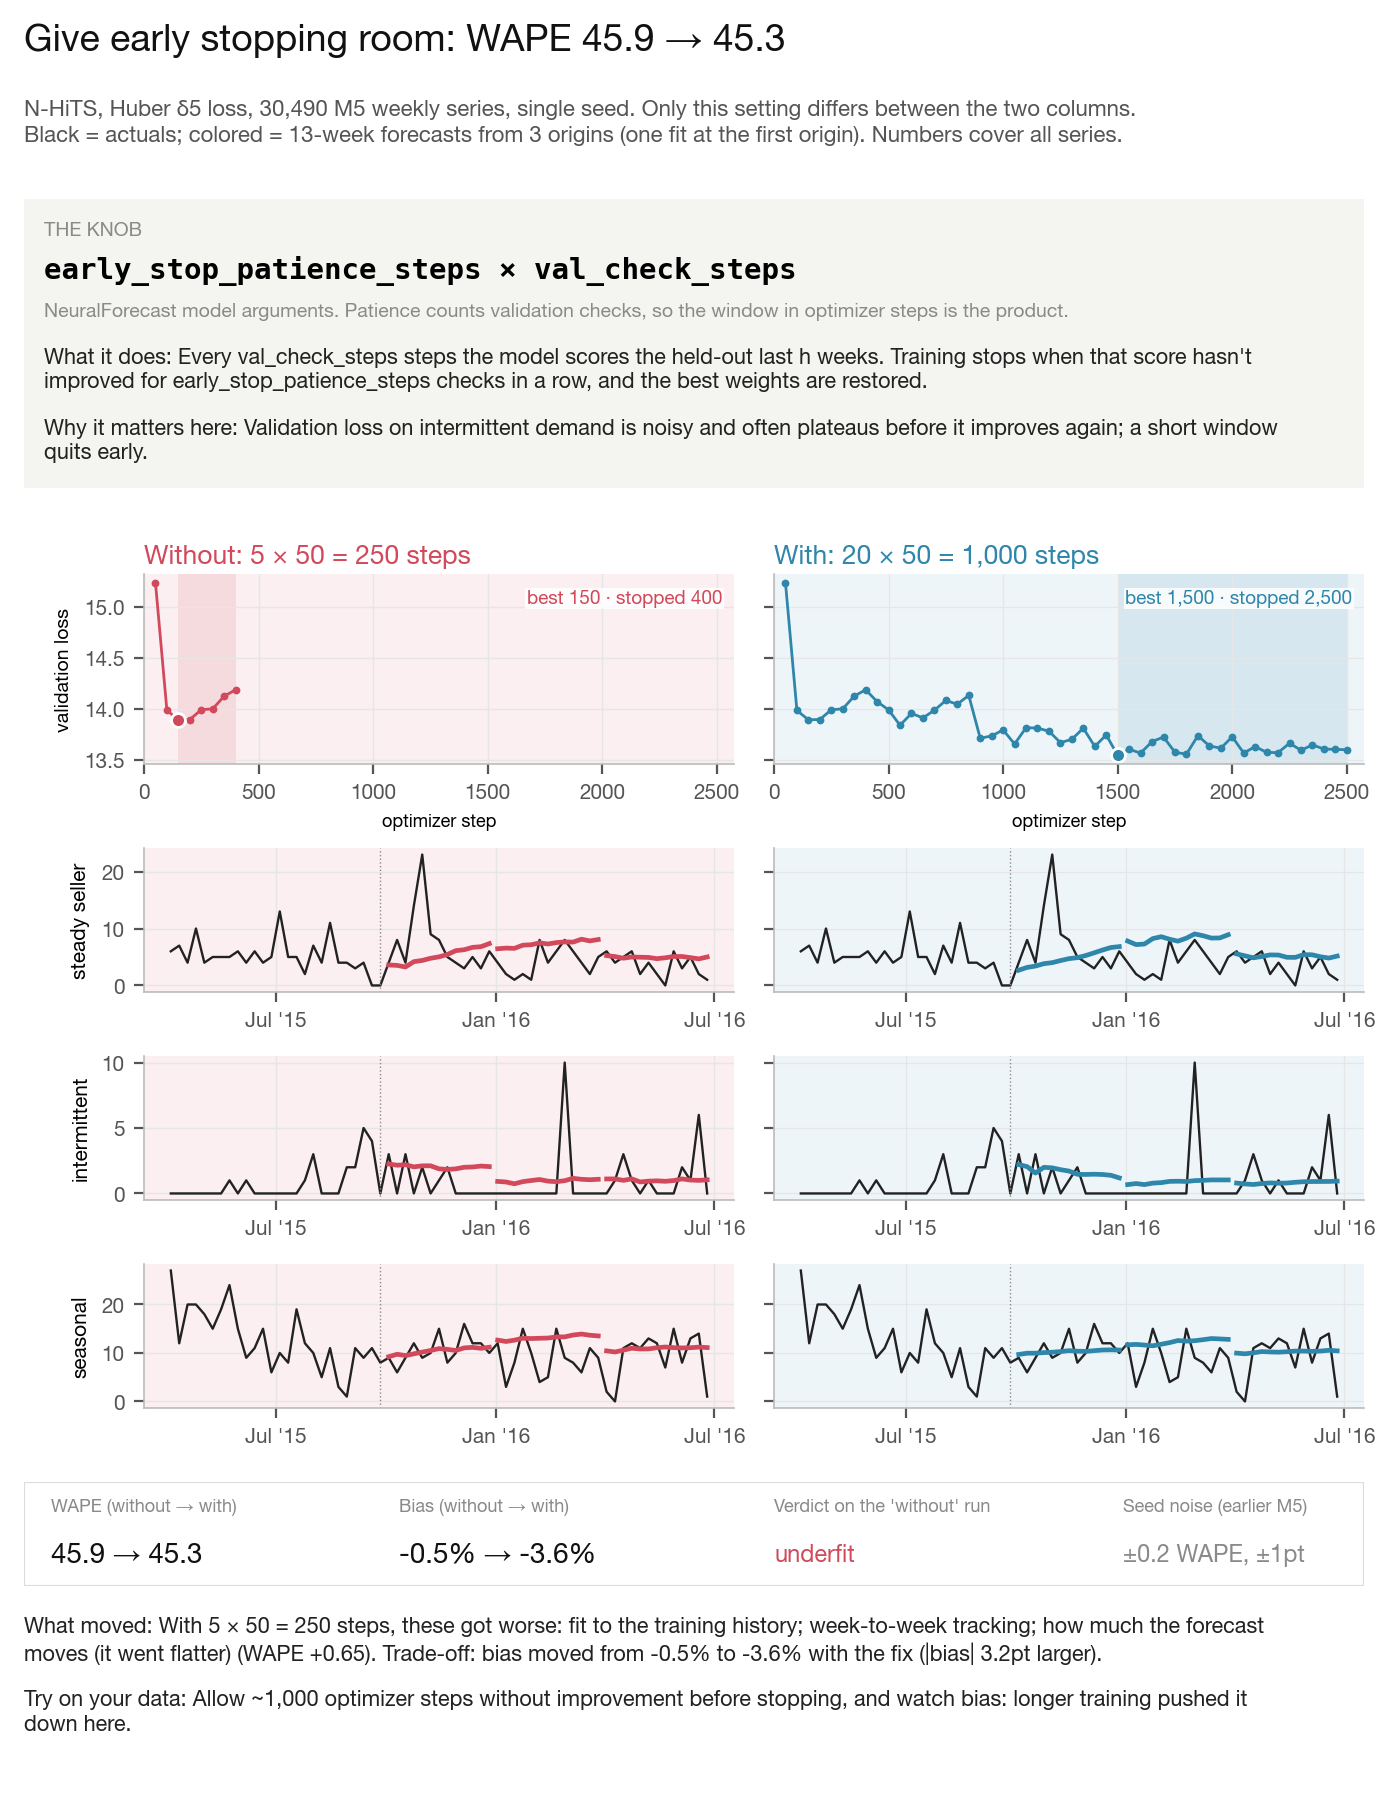 Give early stopping room: WAPE 45.9 → 45.3
N-HiTS, Huber δ5 loss, 30,490 M5 weekly series, single seed. Only this setting differs between the two columns.
Black = actuals; colored = 13-week forecasts from 3 origins (one fit at the first origin). Numbers cover all series.
THE KNOB
early_stop_patience_steps × val_check_steps
NeuralForecast model arguments. Patience counts validation checks, so the window in optimizer steps is the product.
What it does: Every val_check_steps steps the model scores the held-out last h weeks. Training stops when that score hasn't
improved for early_stop_patience_steps checks in a row, and the best weights are restored.
Why it matters here: Validation loss on intermittent demand is noisy and often plateaus before it improves again; a short window
quits early.
Without: 5 × 50 = 250 steps
validation loss
15.0
14.5
14.0
13.5
best 150 · stopped 400
0 500 1000 1500 2000 2500
optimizer step
With: 20 × 50 = 1,000 steps
best 1,500 · stopped 2,500
0 500 1000 1500 2000 2500
optimizer step
steady seller
20
10
0
Jul '15 Jan '16 Jul '16
Jul '15 Jan '16 Jul '16
intermittent
10
5
0
Jul '15 Jan '16 Jul '16
Jul '15 Jan '16 Jul '16
seasonal
20
10
0
Jul '15 Jan '16 Jul '16
Jul '15 Jan '16 Jul '16
WAPE (without → with)
45.9 → 45.3
Bias (without → with)
-0.5% → -3.6%
Verdict on the 'without' run
underfit
Seed noise (earlier M5)
±0.2 WAPE, ±1pt
What moved: With 5 × 50 = 250 steps, these got worse: fit to the training history; week-to-week tracking; how much the forecast
moves (it went flatter) (WAPE +0.65). Trade-off: bias moved from -0.5% to -3.6% with the fix (|bias| 3.2pt larger).
Try on your data: Allow ~1,000 optimizer steps without improvement before stopping, and watch bias: longer training pushed it
down here.